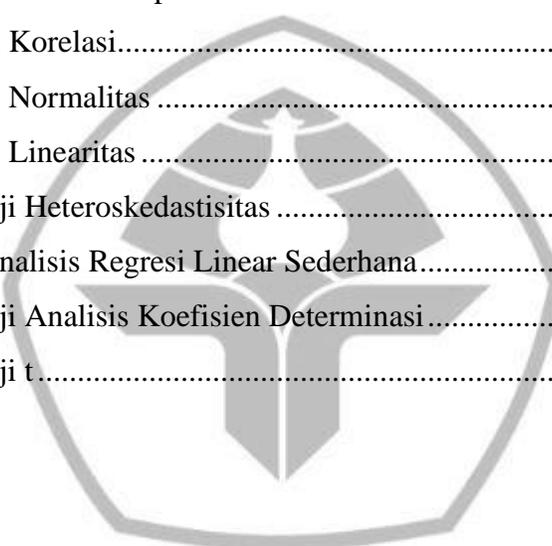 Korelasi..........................................................
Normalitas .....................................................
Linearitas .......................................................
ji Heteroskedastisitas .....................................
nalisis Regresi Linear Sederhana..................
ji Analisis Koefisien Determinasi.................
ji t....................................................................